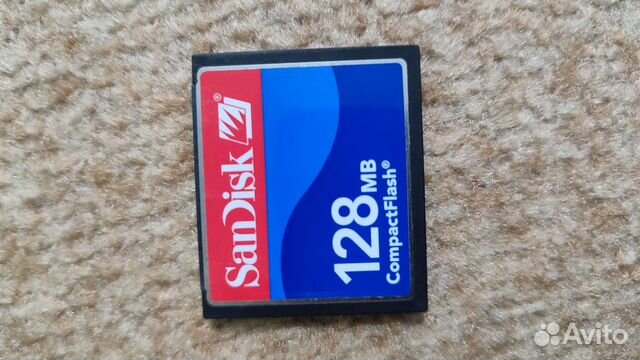 SanDisk®
128MB
CompactFlash®
Avito